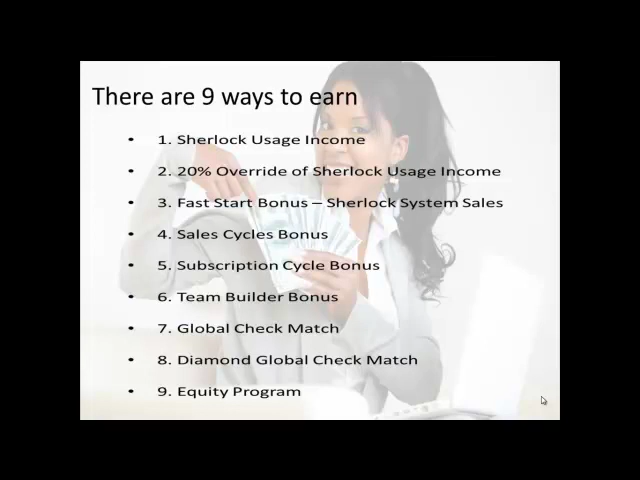 There are 9 ways to earn
• 1. Sherlock Usage Income
• 2. 20% Override of Sherlock Usage Income
• 3. Fast Start Bonus – Sherlock System Sales
• 4. Sales Cycles Bonus
• 5. Subscription Cycle Bonus
• 6. Team Builder Bonus
• 7. Global Check Match
• 8. Diamond Global Check Match
• 9. Equity Program